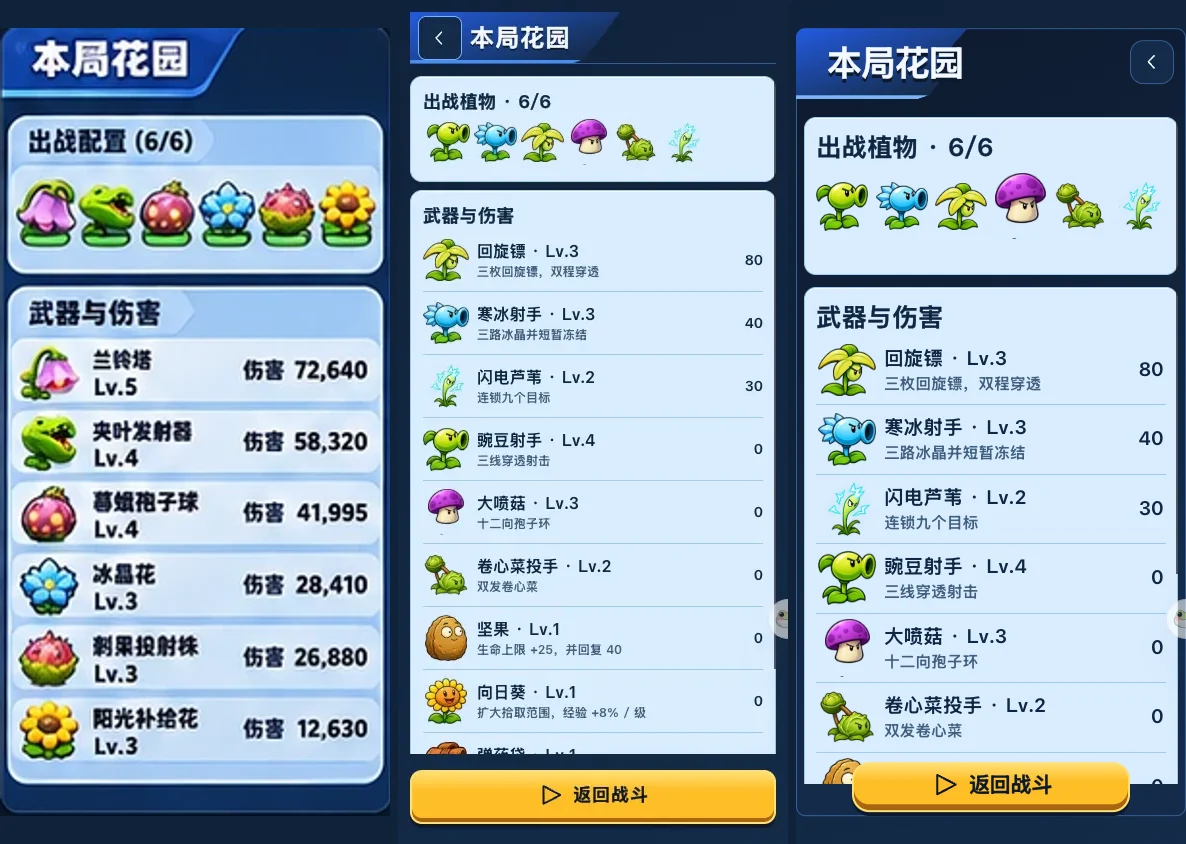 本局花园
出战配置 (6/6)
武器与伤害
兰铃塔
Lv.5
伤害 72,640
夹叶发射器
Lv.4
伤害 58,320
暮蛾孢子球
Lv.4
伤害 41,995
冰晶花
Lv.3
伤害 28,410
刺果投射株
Lv.3
伤害 26,880
阳光补给花
Lv.3
伤害 12,630
本局花园
出战植物 · 6/6
武器与伤害
回旋镖 · Lv.3
三枚回旋镖，双程穿透
80
寒冰射手 · Lv.3
三路冰晶并短暂冻结
40
闪电芦苇 · Lv.2
连锁九个目标
30
豌豆射手 · Lv.4
三线穿透射击
0
大喷菇 · Lv.3
十二向孢子环
0
卷心菜投手 · Lv.2
双发卷心菜
0
坚果 · Lv.1
生命上限 +25，并回复 40
0
向日葵 · Lv.1
扩大拾取范围，经验 +8% / 级
0
弹药袋 · Lv.1
返回战斗
本局花园
出战植物 · 6/6
武器与伤害
回旋镖 · Lv.3
三枚回旋镖，双程穿透
80
寒冰射手 · Lv.3
三路冰晶并短暂冻结
40
闪电芦苇 · Lv.2
连锁九个目标
30
豌豆射手 · Lv.4
三线穿透射击
0
大喷菇 · Lv.3
十二向孢子环
0
卷心菜投手 · Lv.2
双发卷心菜
0
返回战斗